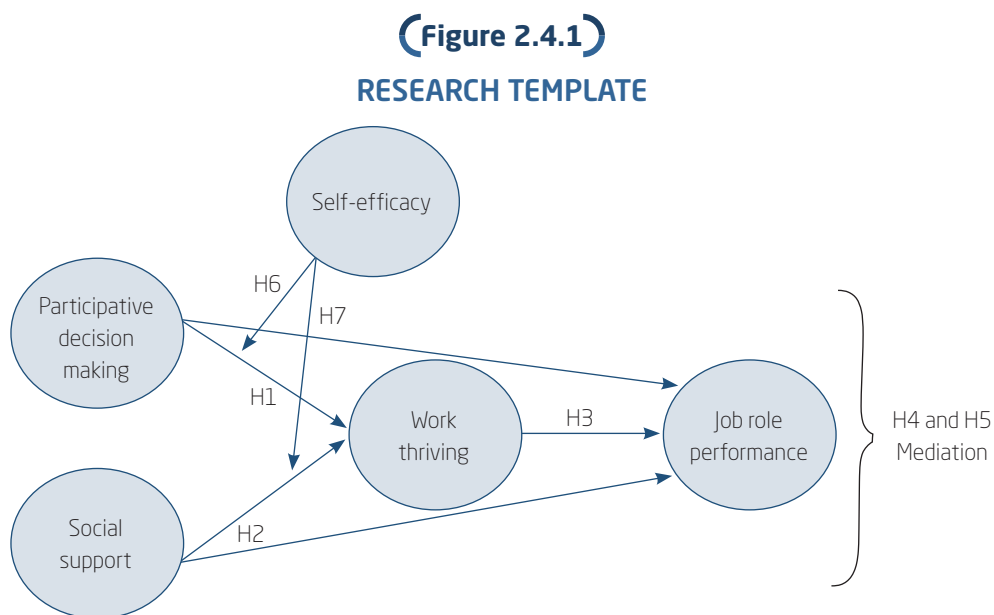 Figure 2.4.1
RESEARCH TEMPLATE
Self-efficacy
H6
H7
Participative
decision
making
H1
Work
thriving
H3
Job role
performance
H4 and H5
Mediation
Social
support
H2